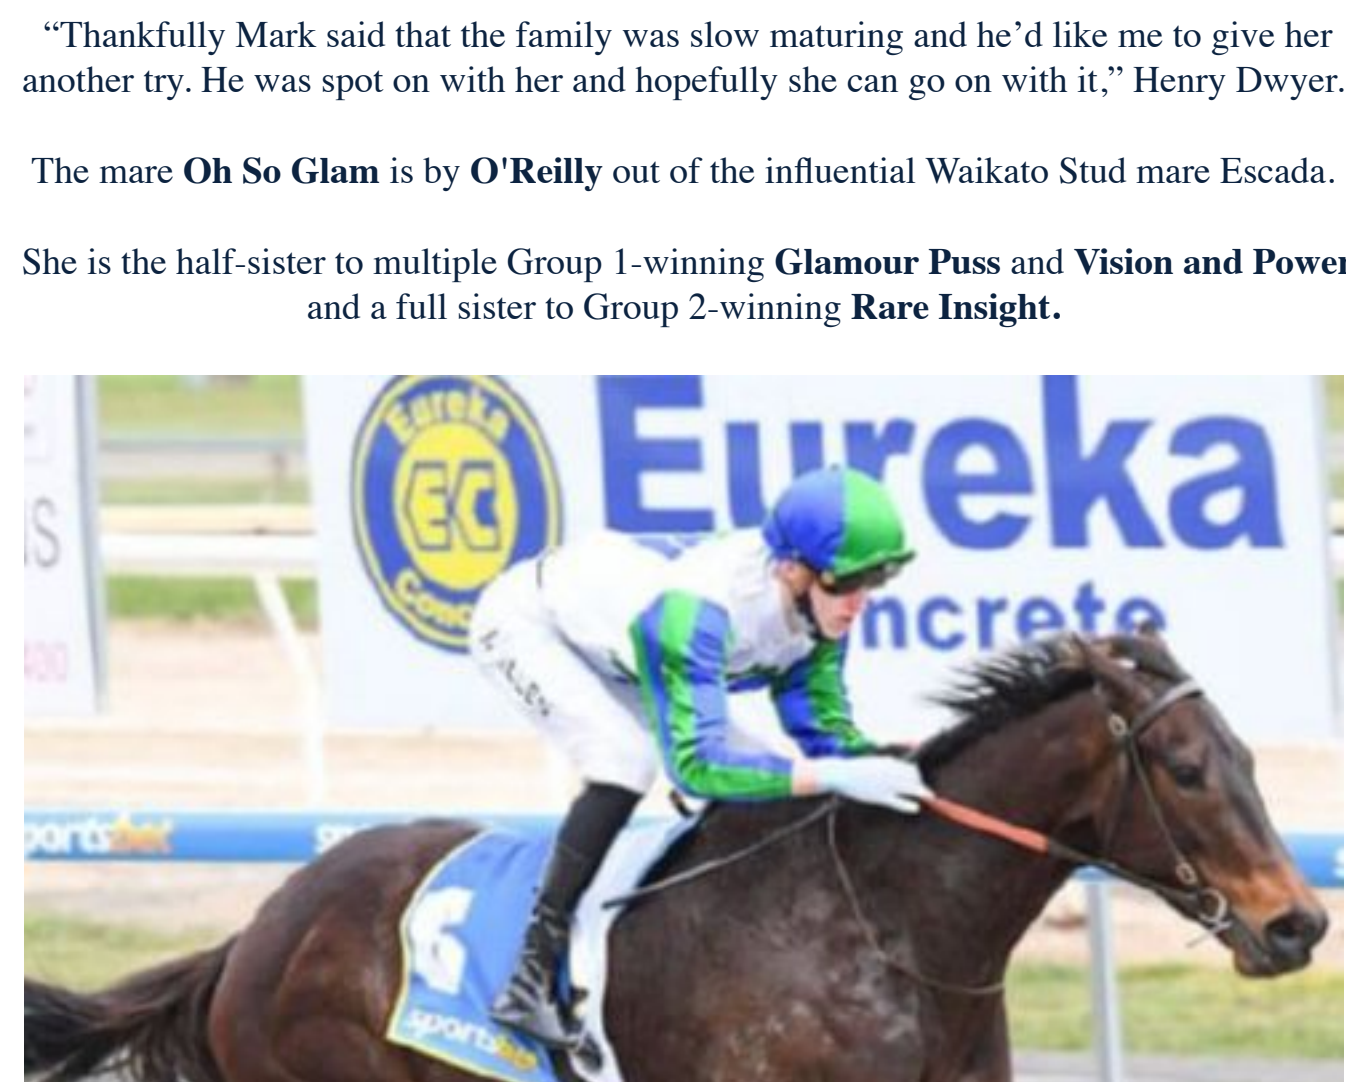 “Thankfully Mark said that the family was slow maturing and he’d like me to give her
another try. He was spot on with her and hopefully she can go on with it,” Henry Dwyer.
The mare Oh So Glam is by O'Reilly out of the influential Waikato Stud mare Escada.
She is the half-sister to multiple Group 1-winning Glamour Puss and Vision and Power
and a full sister to Group 2-winning Rare Insight.
Eureka
EC
Conc
Eureka
ncrete
sportsbet
6
sportsbet